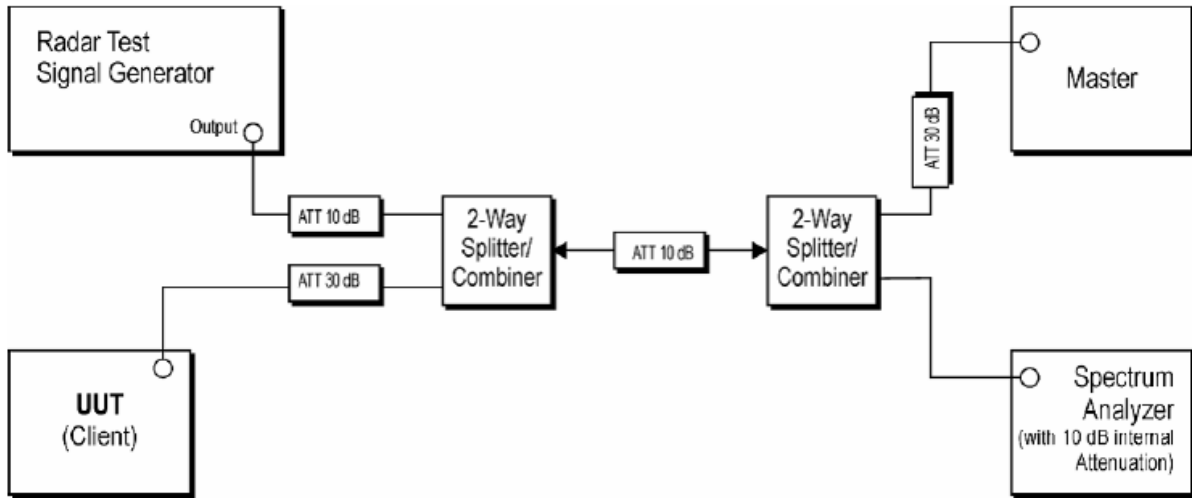 Radar Test
Signal Generator
Output
ATT 10 dB
2-Way
Splitter/
Combiner
ATT 30 dB
ATT 10 dB
2-Way
Splitter/
Combiner
ATT 30 dB
Master
UUT
(Client)
Spectrum
Analyzer
(with 10 dB internal
Attenuation)